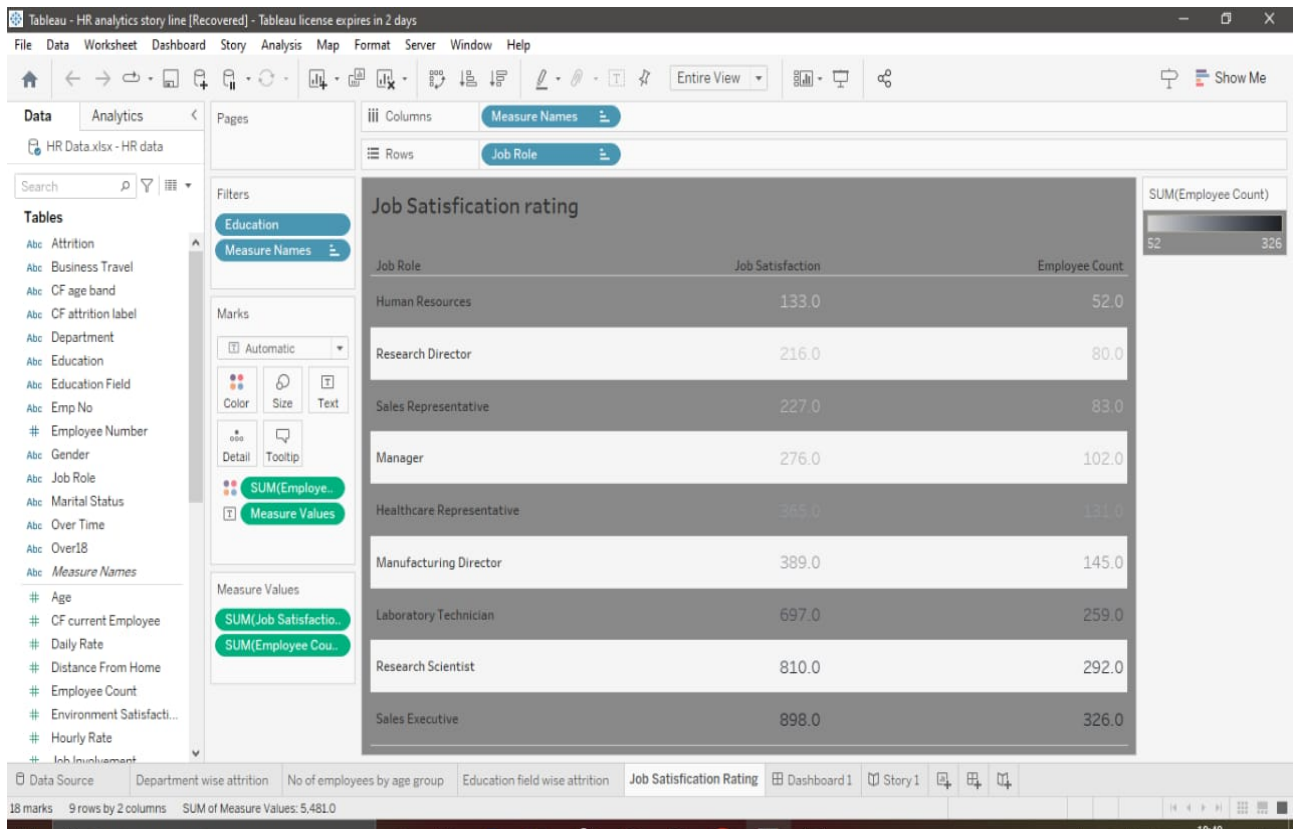 Tableau - HR analytics story line [Recovered] - Tableau license expires in 2 days
File Data Worksheet Dashboard Story Analysis Map Format Server Window Help
Entire View
Show Me
Data Analytics
HR Data.xlsx - HR data
Search
Tables
Abc Attrition
Abc Business Travel
Abc CF age band
Abc CF attrition label
Abc Department
Abc Education
Abc Education Field
Abc Emp No
# Employee Number
Abc Gender
Abc Job Role
Abc Marital Status
Abc Over Time
Abc Over18
Abc Measure Names
# Age
# CF current Employee
# Daily Rate
# Distance From Home
# Employee Count
# Environment Satisfacti...
# Hourly Rate
# Job Involvement
Pages
Filters
Education
Measure Names
Marks
Automatic
Color Size Text
Detail Tooltip
SUM(Employe..
Measure Values
Measure Values
SUM(Job Satisfactio..
SUM(Employee Cou..
Columns Measure Names
Rows Job Role
Job Satisfication rating
Job Role Job Satisfaction Employee Count
Human Resources 133.0 52.0
Research Director 216.0 80.0
Sales Representative 227.0 83.0
Manager 276.0 102.0
Healthcare Representative 365.0 131.0
Manufacturing Director 389.0 145.0
Laboratory Technician 697.0 259.0
Research Scientist 810.0 292.0
Sales Executive 898.0 326.0
SUM(Employee Count)
52 326
Data Source Department wise attrition No of employees by age group Education field wise attrition Job Satisfication Rating Dashboard 1 Story 1
18 marks 9 rows by 2 columns SUM of Measure Values: 5,481.0